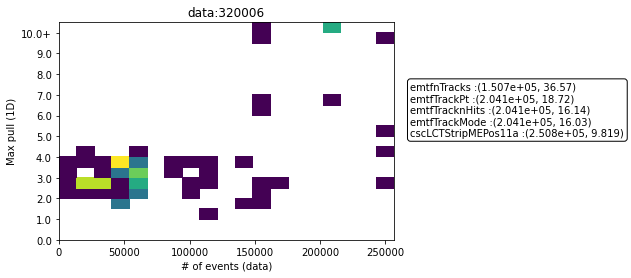 data:320006
10.0+
9.0
8.0
7.0
6.0
5.0
4.0
3.0
2.0
1.0
0.0
Max pull (1D)
0
50000
100000
150000
200000
250000
# of events (data)
emtfnTracks :(1.507e+05, 36.57)
emtfTrackPt :(2.041e+05, 18.72)
emtfTracknHits :(2.041e+05, 16.14)
emtfTrackMode :(2.041e+05, 16.03)
cscLCTStripMEPos11a :(2.508e+05, 9.819)